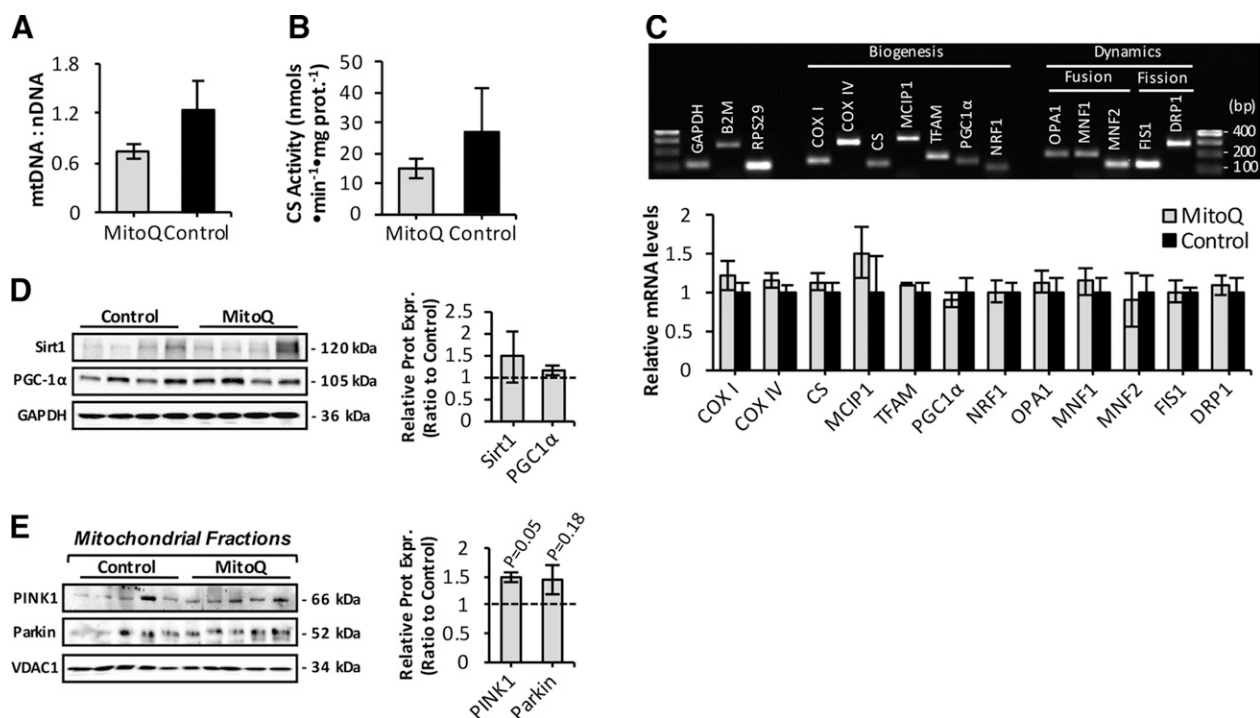 A
mtDNA : nDNA
1.8
1.2
0.6
0
MitoQ Control
B
CS Activity (nmols
•min⁻¹•mg prot.⁻¹)
50
40
30
20
10
0
MitoQ Control
C
Biogenesis
Dynamics
Fusion
Fission
GAPDH
B2M
RPS29
COX I
COX IV
CS
MCIP1
TFAM
PGC1α
NRF1
OPA1
MNF1
MNF2
FIS1
DRP1
(bp)
- 400
- 200
- 100
Relative mRNA levels
2
1.5
1
0.5
0
MitoQ
Control
COX I
COX IV
CS
MCIP1
TFAM
PGC1α
NRF1
OPA1
MNF1
MNF2
FIS1
DRP1
D
Control
MitoQ
Sirt1
- 120 kDa
PGC-1α
- 105 kDa
GAPDH
- 36 kDa
Relative Prot Expr.
(Ratio to Control)
2.5
2
1.5
1
0.5
0
Sirt1
PGC1α
E
Mitochondrial Fractions
Control
MitoQ
PINK1
- 66 kDa
Parkin
- 52 kDa
VDAC1
- 34 kDa
Relative Prot Expr.
(Ratio to Control)
2
1.5
1
0.5
0
P=0.05
P=0.18
PINK1
Parkin